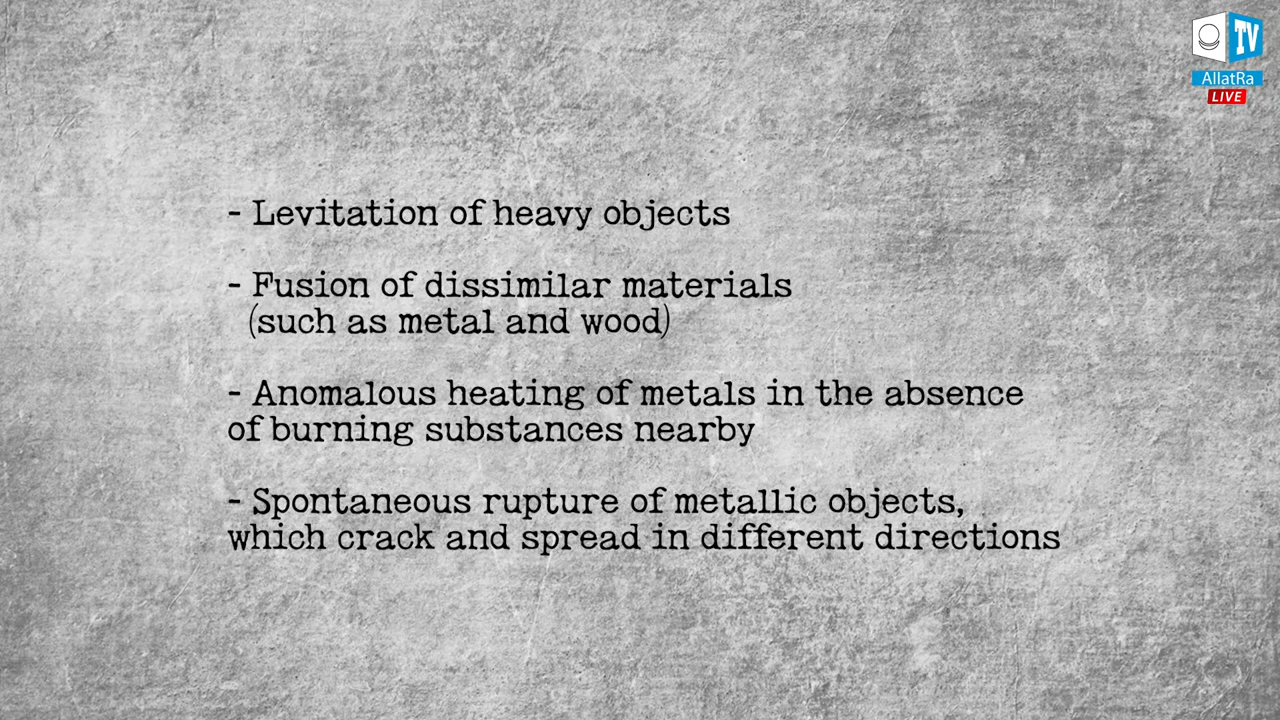 TV
AllatRa
LIVE
- Levitation of heavy objects
- Fusion of dissimilar materials
(such as metal and wood)
- Anomalous heating of metals in the absence
of burning substances nearby
- Spontaneous rupture of metallic objects,
which crack and spread in different directions